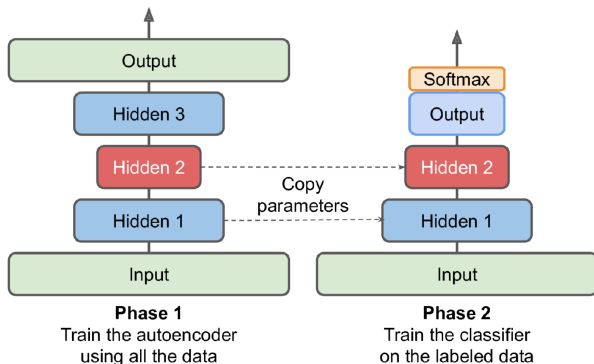 Output
Hidden 3
Hidden 2
Hidden 1
Input
Copy
parameters
Softmax
Output
Hidden 2
Hidden 1
Input
Phase 1
Train the autoencoder
using all the data
Phase 2
Train the classifier
on the labeled data